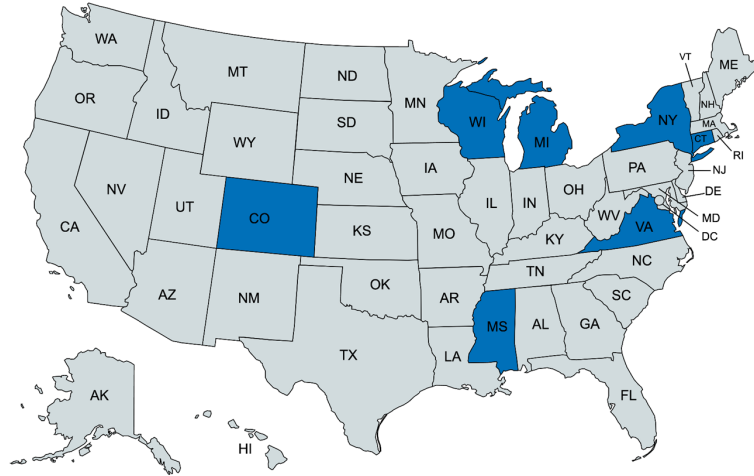 WA
MT
ND
MN
VT
ME
OR
ID
SD
WI
MI
NY
NH
MA
CT
RI
WY
IA
NE
PA
NJ
NV
UT
CO
IL
IN
OH
DE
MD
DC
CA
KS
MO
WV
VA
KY
AZ
NM
OK
AR
TN
NC
SC
TX
LA
MS
AL
GA
AK
HI
FL